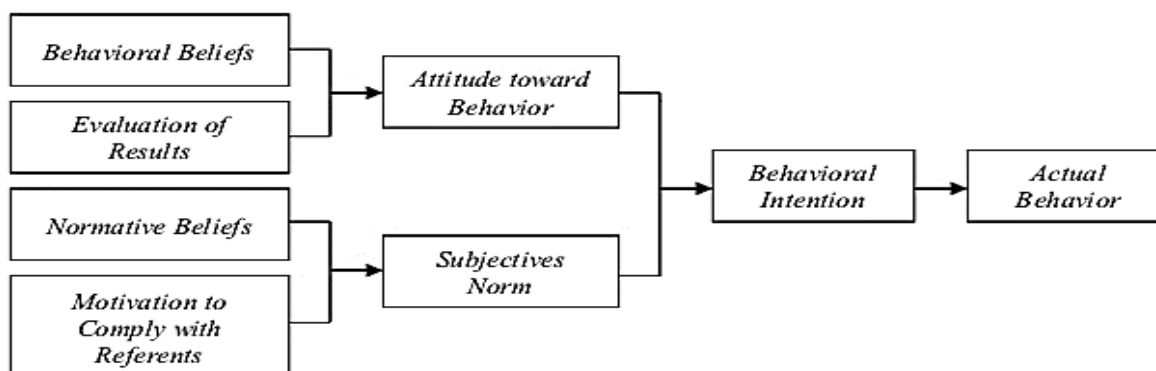 Behavioral Beliefs
Evaluation of
Results
Normative Beliefs
Motivation to
Comply with
Referents
Attitude toward
Behavior
Subjectives
Norm
Behavioral
Intention
Actual
Behavior